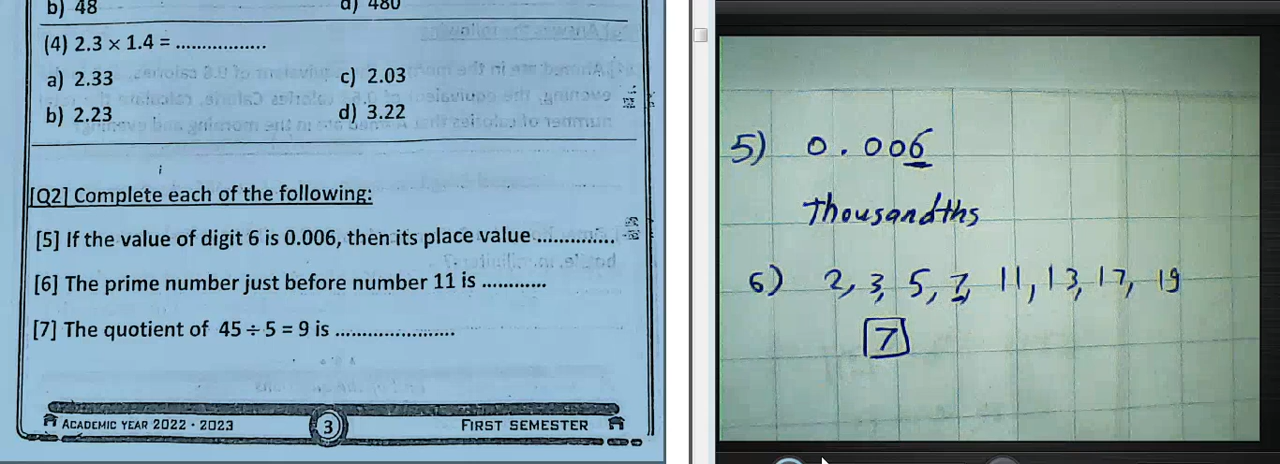 b) 48
d) 480
(4) 2.3 × 1.4 = .................
a) 2.33
c) 2.03
b) 2.23
d) 3.22
[Q2] Complete each of the following:
[5] If the value of digit 6 is 0.006, then its place value ..............
[6] The prime number just before number 11 is ............
[7] The quotient of 45 ÷ 5 = 9 is ......................
ACADEMIC YEAR 2022 - 2023
3
FIRST SEMESTER
5) 0.006
Thousandths
6) 2, 3, 5, 7, 11, 13, 17, 19
7